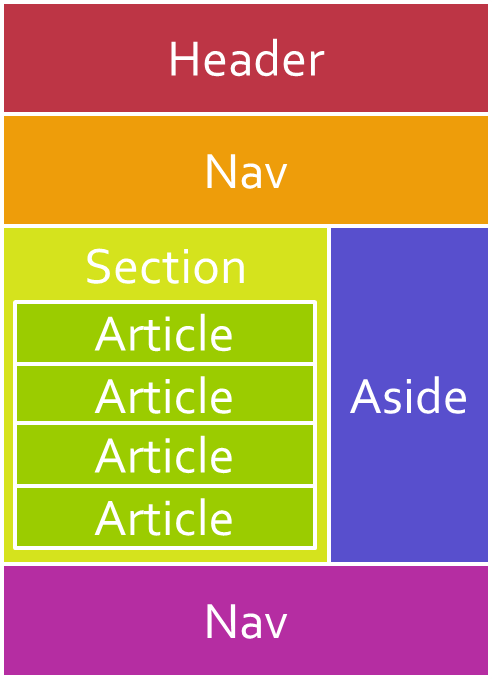 Header
Nav
Section
Article
Article
Article
Article
Aside
Nav